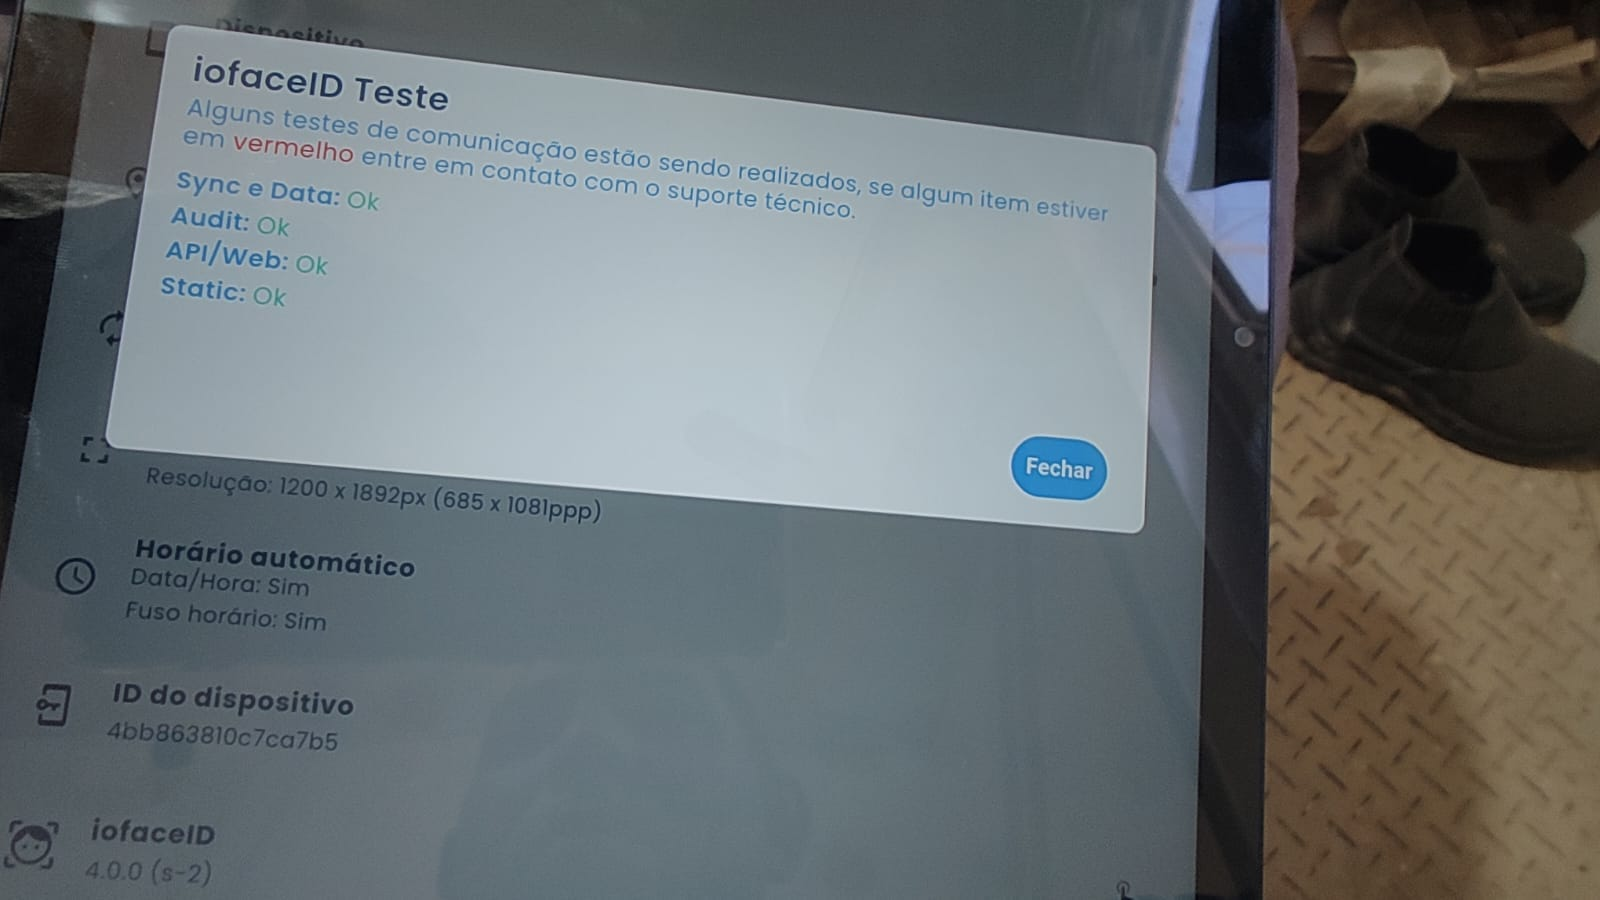 Dispositivo
iofaceID Teste
Alguns testes de comunicação estão sendo realizados, se algum item estiver
em vermelho entre em contato com o suporte técnico.
Sync e Data: Ok
Audit: Ok
API/Web: Ok
Static: Ok
Fechar
Resolução: 1200 x 1892px (685 x 1081ppp)
Horário automático
Data/Hora: Sim
Fuso horário: Sim
ID do dispositivo
4bb863810c7ca7b5
iofaceID
4.0.0 (s-2)